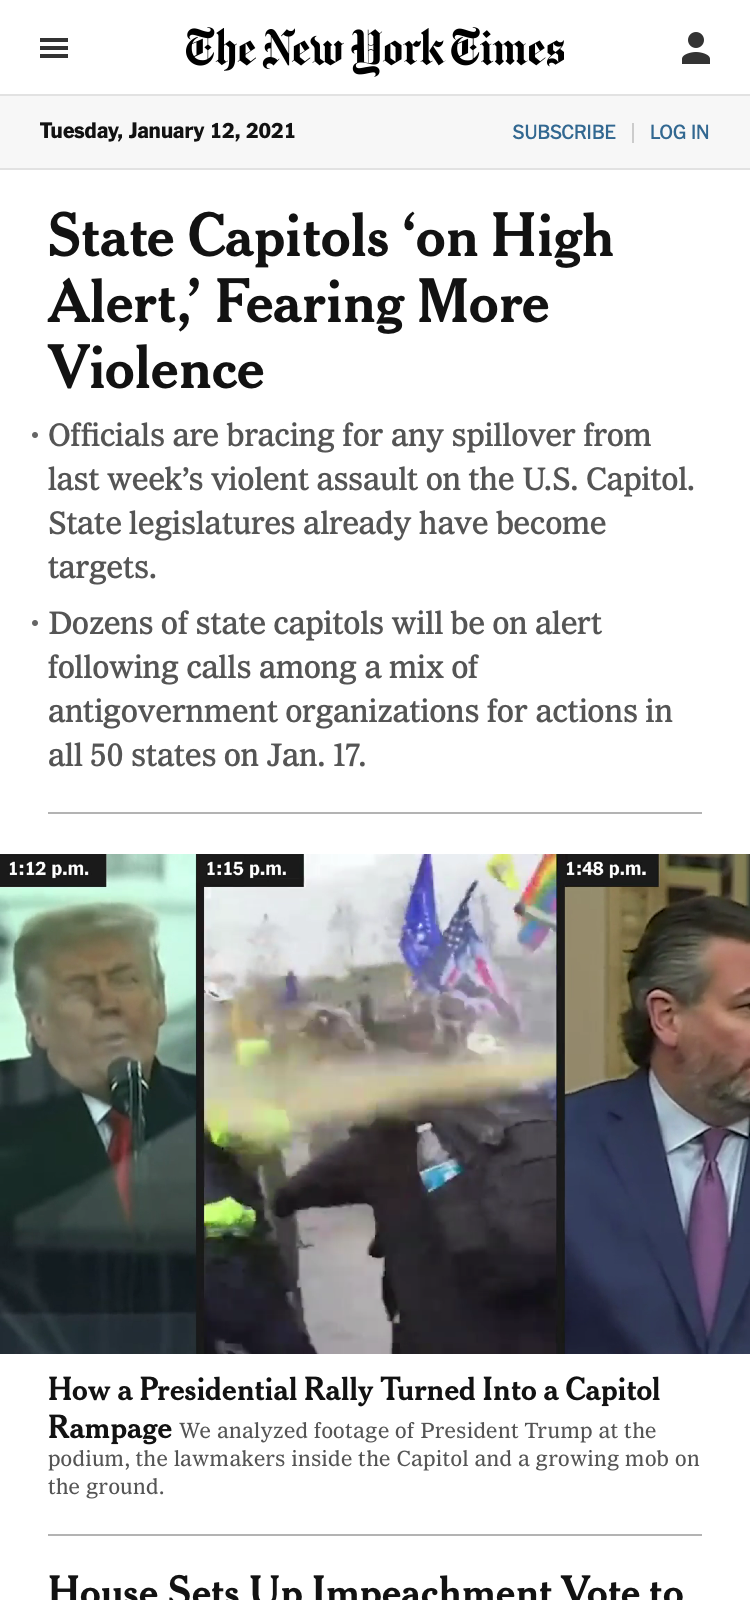 The New York Times
Tuesday, January 12, 2021
SUBSCRIBE | LOG IN
State Capitols ‘on High
Alert,’ Fearing More
Violence
• Officials are bracing for any spillover from
last week’s violent assault on the U.S. Capitol.
State legislatures already have become
targets.
• Dozens of state capitols will be on alert
following calls among a mix of
antigovernment organizations for actions in
all 50 states on Jan. 17.
1:12 p.m.
1:15 p.m.
1:48 p.m.
How a Presidential Rally Turned Into a Capitol
Rampage We analyzed footage of President Trump at the
podium, the lawmakers inside the Capitol and a growing mob on
the ground.
House Sets Up Impeachment Vote to